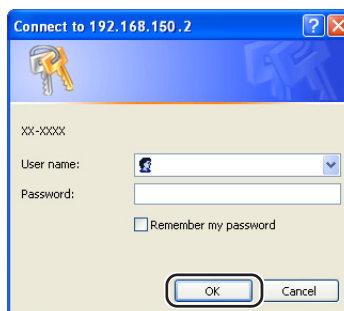 Connect to 192.168.150.2
XX-XXXX
User name:
Password:
Remember my password
OK
Cancel